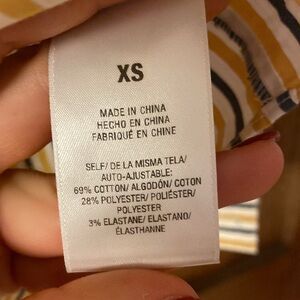 XS
MADE IN CHINA
HECHO EN CHINA
FABRIQUÉ EN CHINE
SELF/ DE LA MISMA TELA/
AUTO-AJUSTABLE:
69% COTTON/ ALGODÓN/ COTON
28% POLYESTER/ POLIÉSTER/
POLYESTER
3% ELASTANE/ ELASTANO/
ÉLASTHANNE